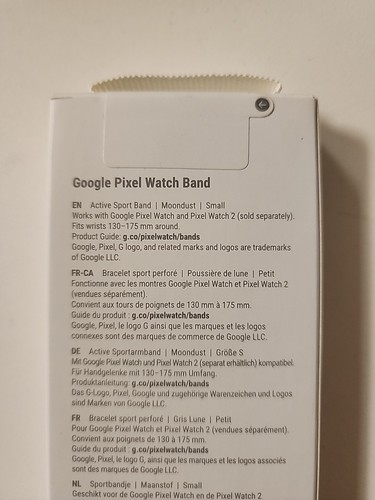 Google Pixel Watch Band
EN Active Sport Band | Moondust | Small
Works with Google Pixel Watch and Pixel Watch 2 (sold separately).
Fits wrists 130–175 mm around.
Product Guide: g.co/pixelwatch/bands
Google, Pixel, G logo, and related marks and logos are trademarks
of Google LLC.
FR-CA Bracelet sport perforé | Poussière de lune | Petit
Fonctionne avec les montres Google Pixel Watch et Pixel Watch 2
(vendues séparément).
Convient aux tours de poignets de 130 mm à 175 mm.
Guide du produit : g.co/pixelwatch/bands
Google, Pixel, le logo G ainsi que les marques et les logos
connexes sont des marques de commerce de Google LLC.
DE Active Sportarmband | Moondust | Größe S
Mit Google Pixel Watch und Pixel Watch 2 (separat erhältlich) kompatibel.
Für Handgelenke mit 130–175 mm Umfang.
Produktanleitung: g.co/pixelwatch/bands
Das G-Logo, Pixel, Google und zugehörige Warenzeichen und Logos
sind Marken von Google LLC.
FR Bracelet sport perforé | Gris Lune | Petit
Pour Google Pixel Watch et Pixel Watch 2 (vendues séparément).
Convient aux poignets de 130 à 175 mm.
Guide du produit : g.co/pixelwatch/bands
Google, Pixel, le logo G, ainsi que les marques et les logos associés
sont des marques de Google LLC.
NL Sportbandje | Maanstof | Small
Geschikt voor de Google Pixel Watch en de Pixel Watch 2